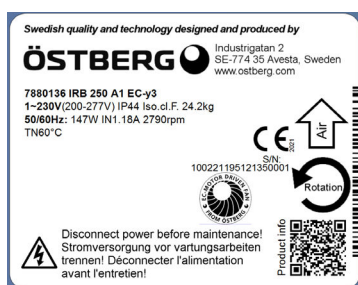 Swedish quality and technology designed and produced by
ÖSTBERG
Industrigatan 2
SE-774 35 Avesta, Sweden
www.ostberg.com
7880136 IRB 250 A1 EC-y3
1~230V(200-277V) IP44 Iso.cl.F. 24.2kg
50/60Hz: 147W IN1.18A 2790rpm
TN60°C
CE
2021
Air
S/N:
100221195121350001
EC-MOTOR DRIVEN FAN
FROM ÖSTBERG
Rotation
Product info
Disconnect power before maintenance!
Stromversorgung vor vartungsarbeiten
trennen! Déconnecter l'alimentation
avant l'entretien!